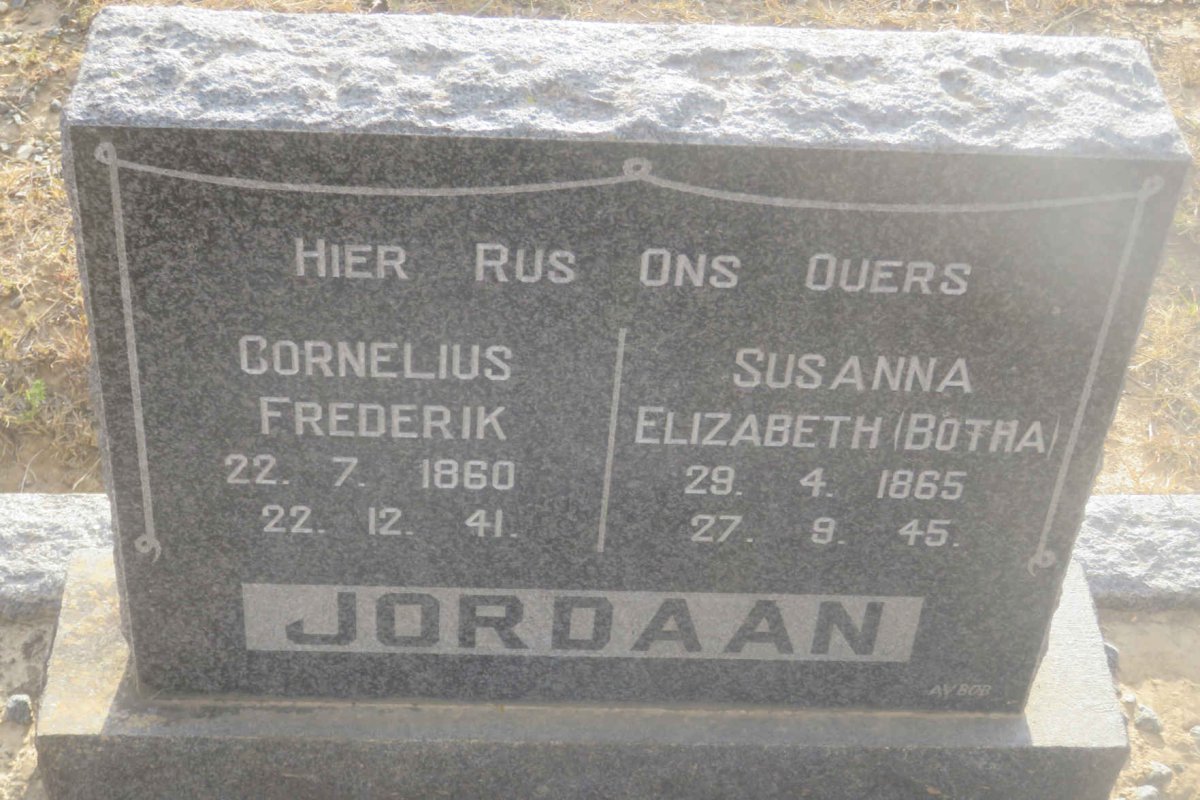 HIER RUS ONS OUERS
CORNELIUS
FREDERIK
22. 7. 1860
22. 12. 41.
SUSANNA
ELIZABETH (BOTHA)
29. 4. 1865
27. 9. 45.
JORDAAN
AVBOB